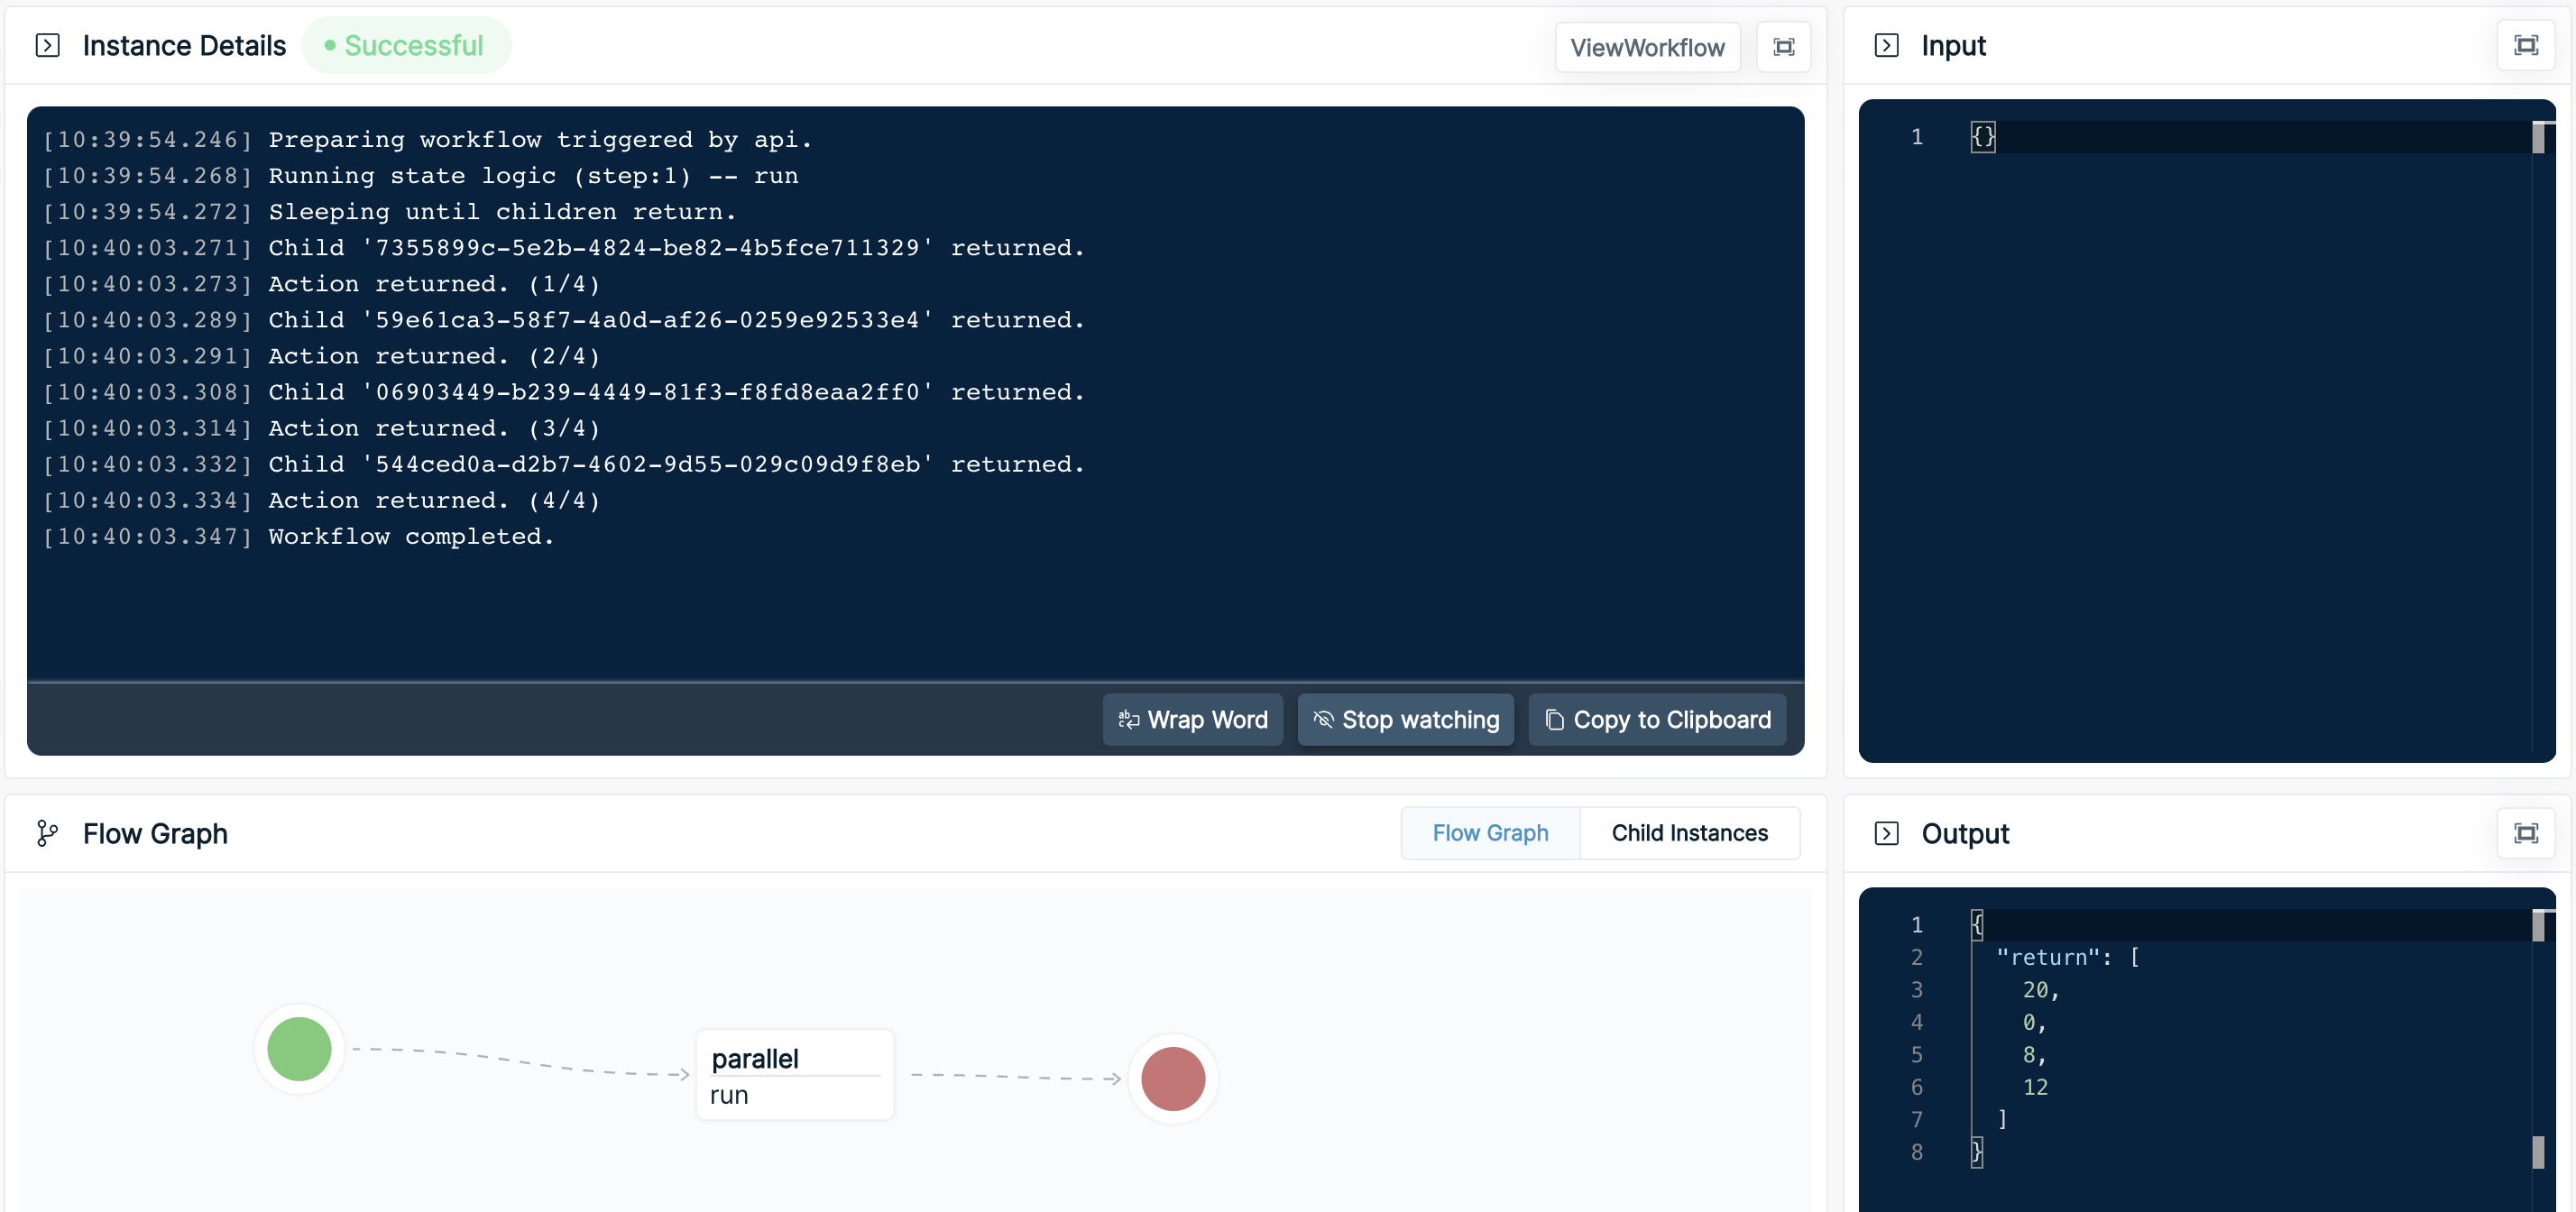 Instance Details
Successful
ViewWorkflow
[10:39:54.246] Preparing workflow triggered by api.
[10:39:54.268] Running state logic (step:1) -- run
[10:39:54.272] Sleeping until children return.
[10:40:03.271] Child '7355899c-5e2b-4824-be82-4b5fce711329' returned.
[10:40:03.273] Action returned. (1/4)
[10:40:03.289] Child '59e61ca3-58f7-4a0d-af26-0259e92533e4' returned.
[10:40:03.291] Action returned. (2/4)
[10:40:03.308] Child '06903449-b239-4449-81f3-f8fd8eaa2ff0' returned.
[10:40:03.314] Action returned. (3/4)
[10:40:03.332] Child '544ced0a-d2b7-4602-9d55-029c09d9f8eb' returned.
[10:40:03.334] Action returned. (4/4)
[10:40:03.347] Workflow completed.
Wrap Word
Stop watching
Copy to Clipboard
Input
1 {}
Flow Graph
Flow Graph
Child Instances
parallel
run
Output
1 {
2 "return": [
3 20,
4 0,
5 8,
6 12
7 ]
8 }